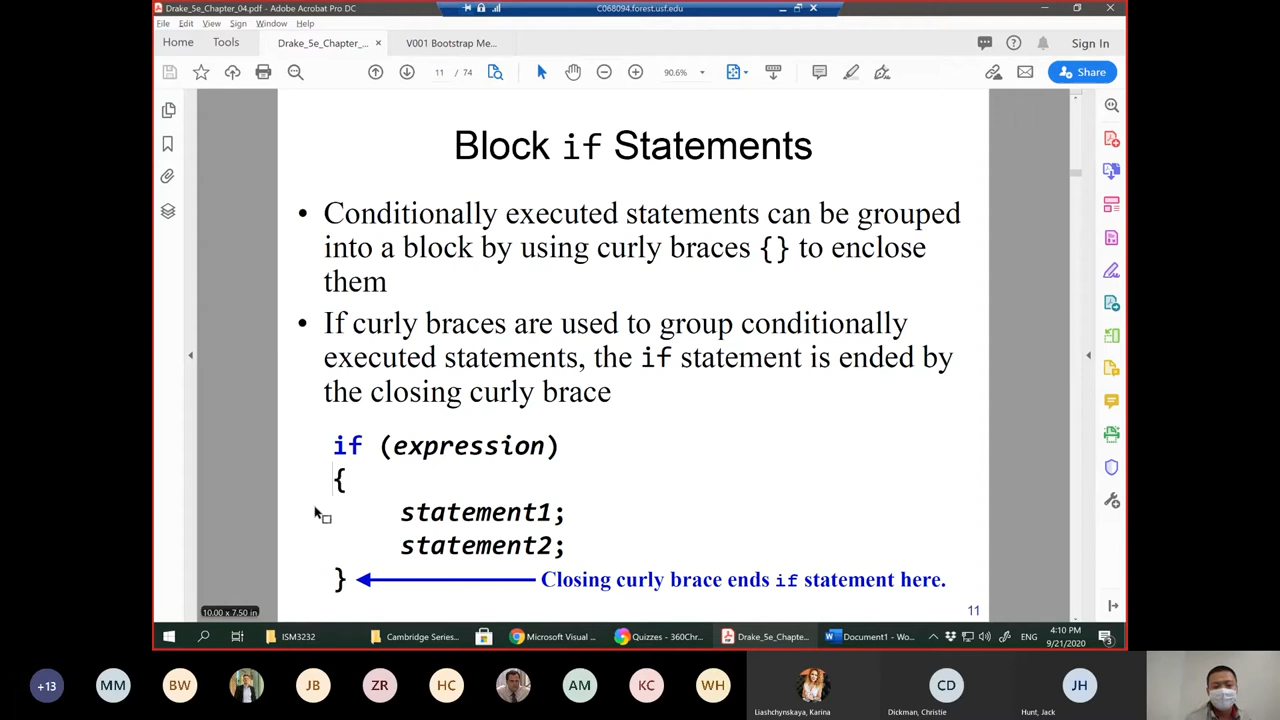 Drake_5e_Chapter_04.pdf - Adobe Acrobat Pro DC
C068094.forest.usf.edu
File Edit View Sign Window Help
Home Tools Drake_5e_Chapter_... × V001 Bootstrap Me... Sign In
11 / 74 90.6% Share
Block if Statements
• Conditionally executed statements can be grouped
into a block by using curly braces {} to enclose
them
• If curly braces are used to group conditionally
executed statements, the if statement is ended by
the closing curly brace
if (expression)
{
statement1;
statement2;
} Closing curly brace ends if statement here.
10.00 x 7.50 in
11
ISM3232 Cambridge Series... Microsoft Visual ... Quizzes - 360Chr... Drake_5e_Chapte... Document1 - Wo... ENG
4:10 PM
9/21/2020
3
+13 MM BW JB ZR HC AM KC WH CD JH
Liashchynskaya, Karina Dickman, Christie Hunt, Jack